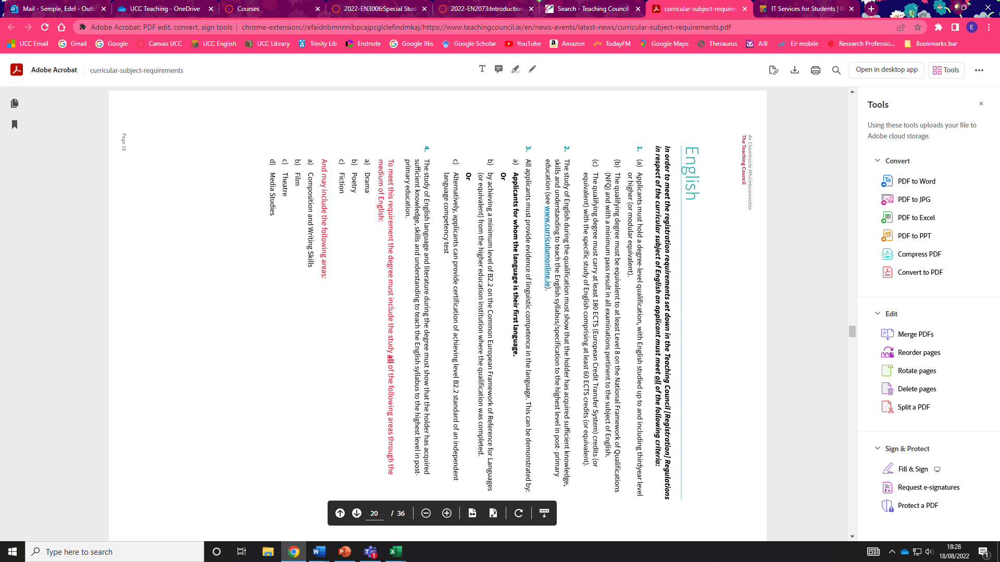 Mail - Semple, Edel - Outlo
UCC Teaching - OneDrive
Courses
2022-EN3006:Special Studi
2022-EN2073:Introduction
Search - Teaching Council
curricular-subject-requirem
IT Services for Students | U
Adobe Acrobat: PDF edit, convert, sign tools
chrome-extension://efaidnbmnnnibpcajpcglclefindmkaj/https://www.teachingcouncil.ie/en/news-events/latest-news/curricular-subject-requirements.pdf
E
UCC Email
Gmail
Google
Canvas UCC
UCC English
UCC Library
Trinity Lib
Endnote
Google Bks
Google Scholar
YouTube
Amazon
TodayFM
Google Maps
Thesaurus
AIB
Eir mobile
Research Professio...
Bookmarks bar
Adobe Acrobat
curricular-subject-requirements
Open in desktop app
Tools
An Chomhairle Mhúinteoireachta
The Teaching Council
English
In order to meet the registration requirements set down in the Teaching Council [Registration] Regulations
in respect of the curricular subject of English an applicant must meet all of the following criteria:
1. (a) Applicants must hold a degree-level qualification, with English studied up to and including thirdyear level
or higher (or modular equivalent).
(b) The qualifying degree must be equivalent to at least Level 8 on the National Framework of Qualifications
(NFQ) and with a minimum pass result in all examinations pertinent to the subject of English.
(c) The qualifying degree must carry at least 180 ECTS (European Credit Transfer System) credits (or
equivalent) with the specific study of English comprising at least 60 ECTS credits (or equivalent).
2. The study of English during the qualification must show that the holder has acquired sufficient knowledge,
skills and understanding to teach the English syllabus/specification to the highest level in post- primary
education (see www.curriculumonline.ie).
3. All applicants must provide evidence of linguistic competence in the language. This can be demonstrated by:
a) Applicants for whom the language is their first language.
Or
b) by achieving a minimum level of B2.2 on the Common European Framework of Reference for Languages
(or equivalent) from the higher education institution where the qualification was completed.
Or
c) Alternatively, applicants can provide certification of achieving level B2.2 standard of an independent
language competency test
4. The study of English language and literature during the degree must show that the holder has acquired
sufficient knowledge, skills and understanding to teach the English syllabus to the highest level in post-
primary education.
To meet this requirement the degree must include the study all of the following areas through the
medium of English:
a) Drama
b) Poetry
c) Fiction
And may include the following areas:
a) Composition and Writing Skills
b) Film
c) Theatre
d) Media Studies
Page 18
20 / 36
Tools
Using these tools uploads your file to
Adobe cloud storage.
Convert
PDF to Word
PDF to JPG
PDF to Excel
PDF to PPT
Compress PDF
Convert to PDF
Edit
Merge PDFs
Reorder pages
Rotate pages
Delete pages
Split a PDF
Sign & Protect
Fill & Sign
Request e-signatures
Protect a PDF
Type here to search
1
18:28
18/08/2022
1